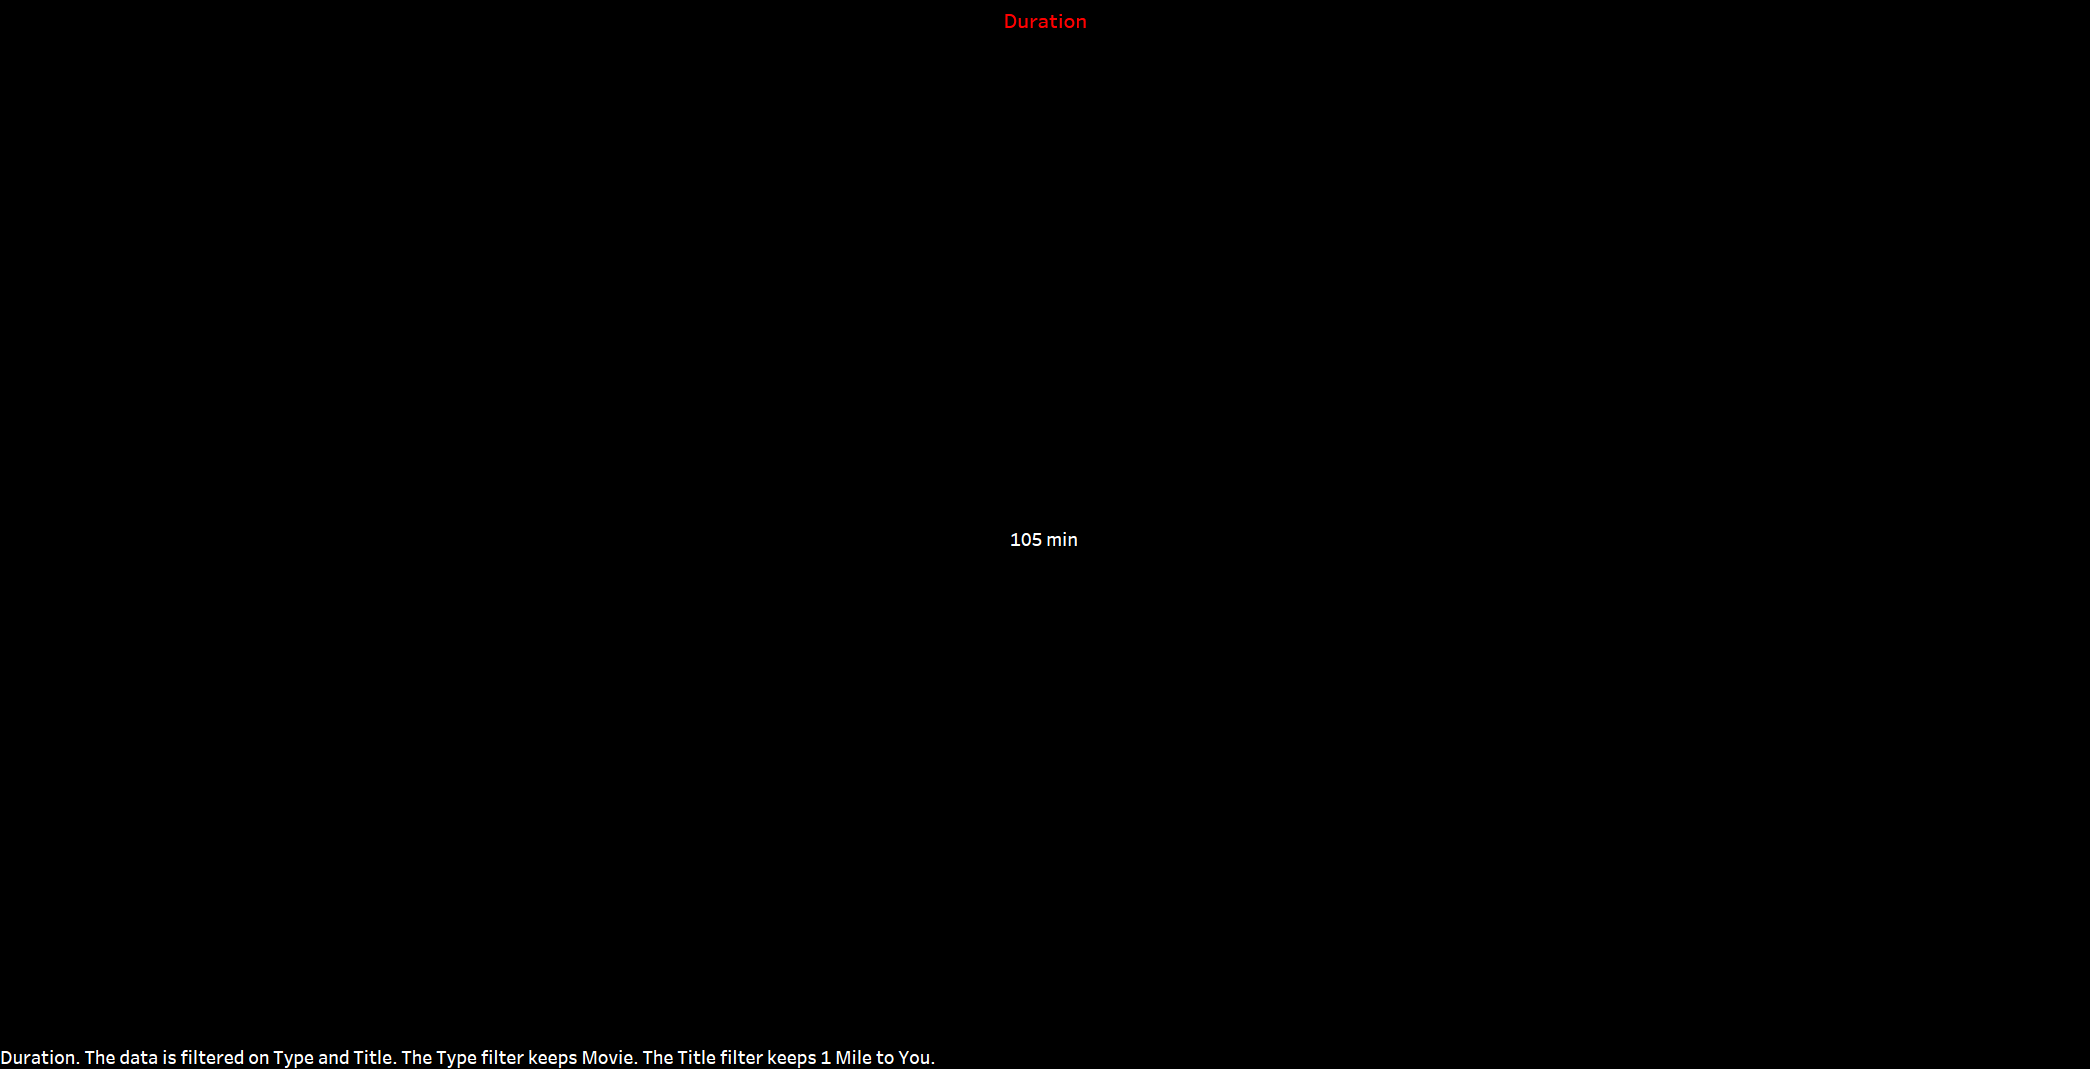 Duration
105 min
Duration. The data is filtered on Type and Title. The Type filter keeps Movie. The Title filter keeps 1 Mile to You.